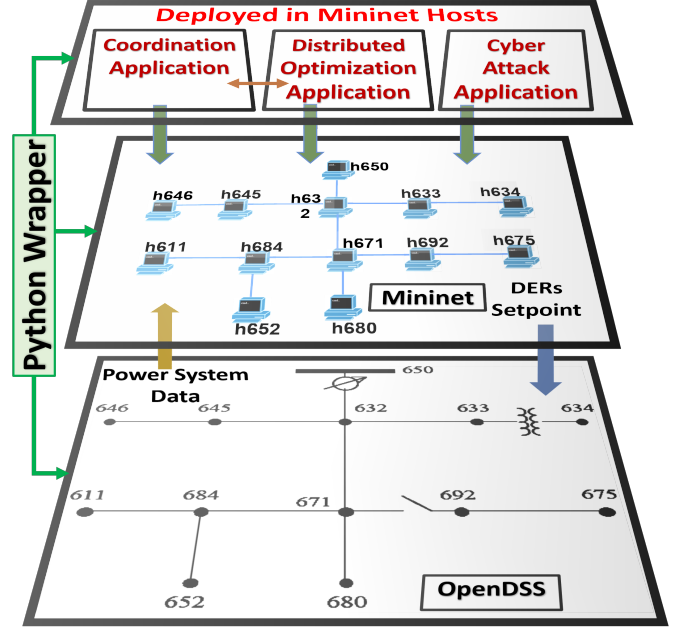 Deployed in Mininet Hosts
Coordination
Application
Distributed
Optimization
Application
Cyber
Attack
Application
Python Wrapper
h650
h646
h645
h63
2
h633
h634
h611
h684
h671
h692
h675
h652
h680
Mininet
DERs
Setpoint
Power System
Data
650
646
645
632
633
634
611
684
671
692
675
652
680
OpenDSS